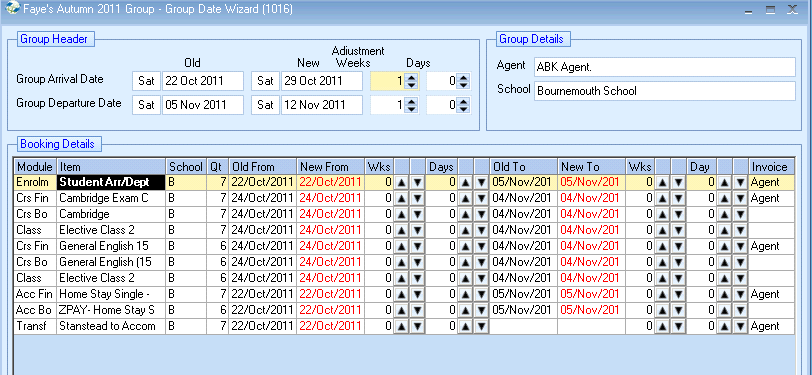 Faye's Autumn 2011 Group - Group Date Wizard (1016)
Group Header
Group Details
Old New Adjustment Weeks Days
Group Arrival Date Sat 22 Oct 2011 Sat 29 Oct 2011 1 0
Group Departure Date Sat 05 Nov 2011 Sat 12 Nov 2011 1 0
Agent ABK Agent.
School Bournemouth School
Booking Details
Module Item School Qt Old From New From Wks Days Old To New To Wks Day Invoice
Enrolm Student Arr/Dept B 7 22/Oct/2011 22/Oct/2011 0 0 05/Nov/201 05/Nov/201 0 0 Agent
Crs Fin Cambridge Exam C B 7 24/Oct/2011 24/Oct/2011 0 0 04/Nov/201 04/Nov/201 0 0 Agent
Crs Bo Cambridge B 7 24/Oct/2011 24/Oct/2011 0 0 04/Nov/201 04/Nov/201 0 0
Class Elective Class 2 B 7 24/Oct/2011 24/Oct/2011 0 0 04/Nov/201 04/Nov/201 0 0
Crs Fin General English 15 B 6 24/Oct/2011 24/Oct/2011 0 0 04/Nov/201 04/Nov/201 0 0 Agent
Crs Bo General English (15 B 6 24/Oct/2011 24/Oct/2011 0 0 04/Nov/201 04/Nov/201 0 0
Class Elective Class 2 B 6 24/Oct/2011 24/Oct/2011 0 0 04/Nov/201 04/Nov/201 0 0
Acc Fin Home Stay Single - B 7 22/Oct/2011 22/Oct/2011 0 0 05/Nov/201 05/Nov/201 0 0 Agent
Acc Bo ZPAY- Home Stay S B 6 22/Oct/2011 22/Oct/2011 0 0 05/Nov/201 05/Nov/201 0 0
Transf Stanstead to Accom B 7 22/Oct/2011 22/Oct/2011 0 0 0 0 Agent